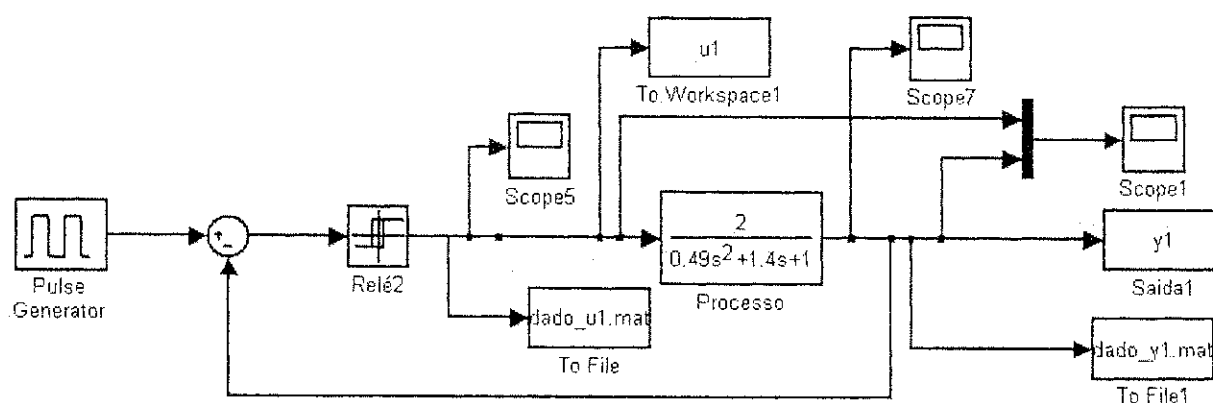 u1
To Workspace1
Scope7
Scope5
Scope1
Pulse
Generator
Relé2
2
0.49s²+1.4s+1
Processo
y1
Saida1
dado_u1.mat
To File
dado_y1.mat
To File1